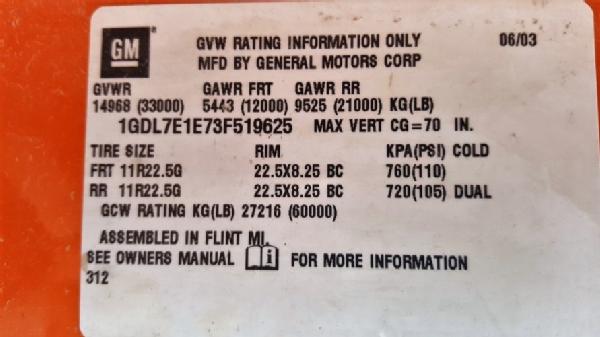 GM
GVW RATING INFORMATION ONLY 06/03
MFD BY GENERAL MOTORS CORP
GVWR GAWR FRT GAWR RR
14968 (33000) 5443 (12000) 9525 (21000) KG(LB)
1GDL7E1E73F519625 MAX VERT CG=70 IN.
TIRE SIZE RIM KPA(PSI) COLD
FRT 11R22.5G 22.5X8.25 BC 760(110)
RR 11R22.5G 22.5X8.25 BC 720(105) DUAL
GCW RATING KG(LB) 27216 (60000)
ASSEMBLED IN FLINT MI.
SEE OWNERS MANUAL i FOR MORE INFORMATION
312